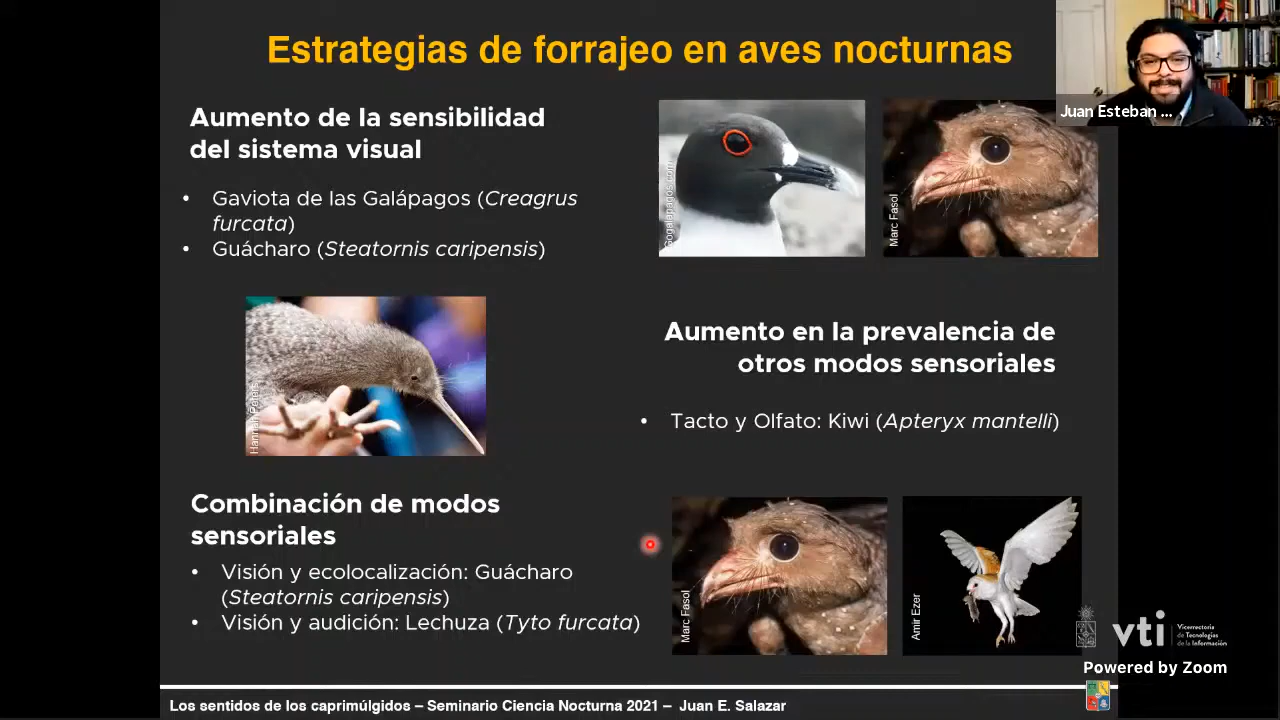 Estrategias de forrajeo en aves nocturnas
Juan Esteban ...
Aumento de la sensibilidad
del sistema visual
• Gaviota de las Galápagos (Creagrus
furcata)
• Guácharo (Steatornis caripensis)
Gogalapagos.com
Marc Fasol
Hannah Peters
Aumento en la prevalencia de
otros modos sensoriales
• Tacto y Olfato: Kiwi (Apteryx mantelli)
Combinación de modos
sensoriales
• Visión y ecolocalización: Guácharo
(Steatornis caripensis)
• Visión y audición: Lechuza (Tyto furcata)
Marc Fasol
Amir Ezer
vti
Vicerrectoría
de Tecnologías
de la Información
Powered by Zoom
Los sentidos de los caprimúlgidos – Seminario Ciencia Nocturna 2021 – Juan E. Salazar